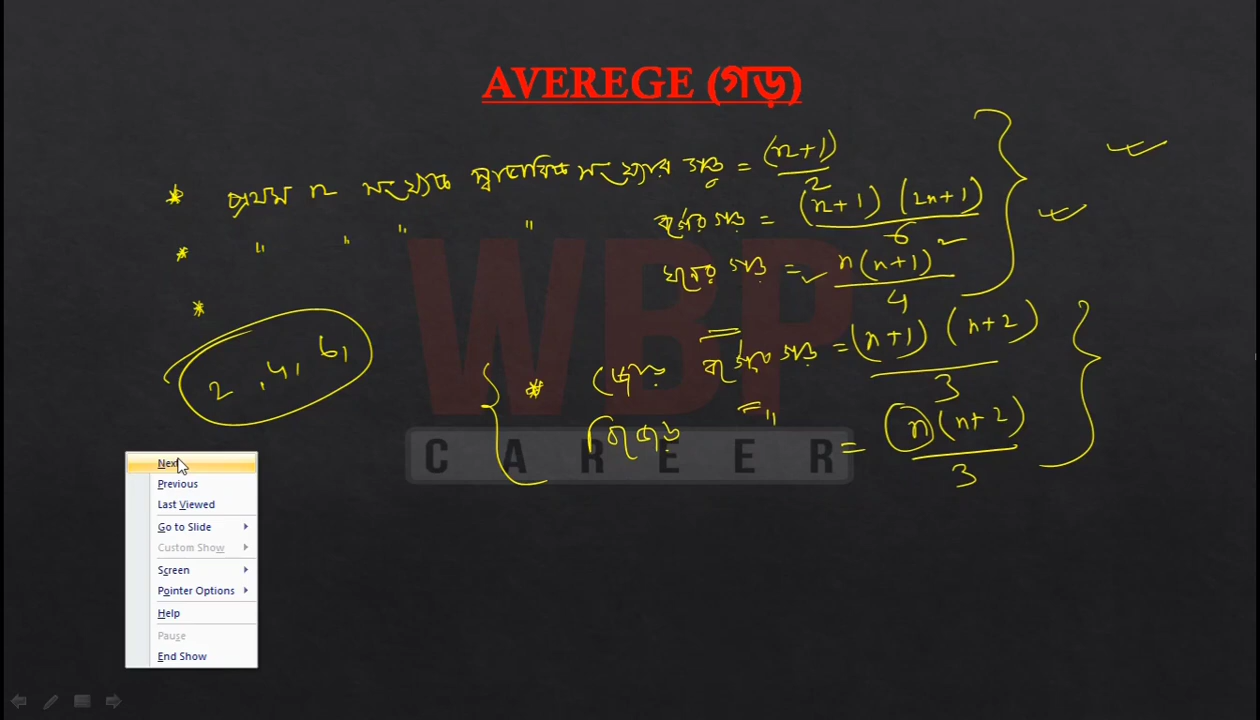 AVEREGE (গড়)
* প্রথম n সংখ্যক স্বাভাবিক সংখ্যার গড় = (n+1)/2
* " " " " বর্গের গড় = (n+1) (2n+1)/6
ঘনের গড় = n(n+1)²/4
*
2 , 4, 6,
* জোড় বর্গের গড় = (n+1) (n+2)/3
বিজোড় " = n(n+2)/3
WBP
CAREER
Next
Previous
Last Viewed
Go to Slide
Custom Show
Screen
Pointer Options
Help
Pause
End Show